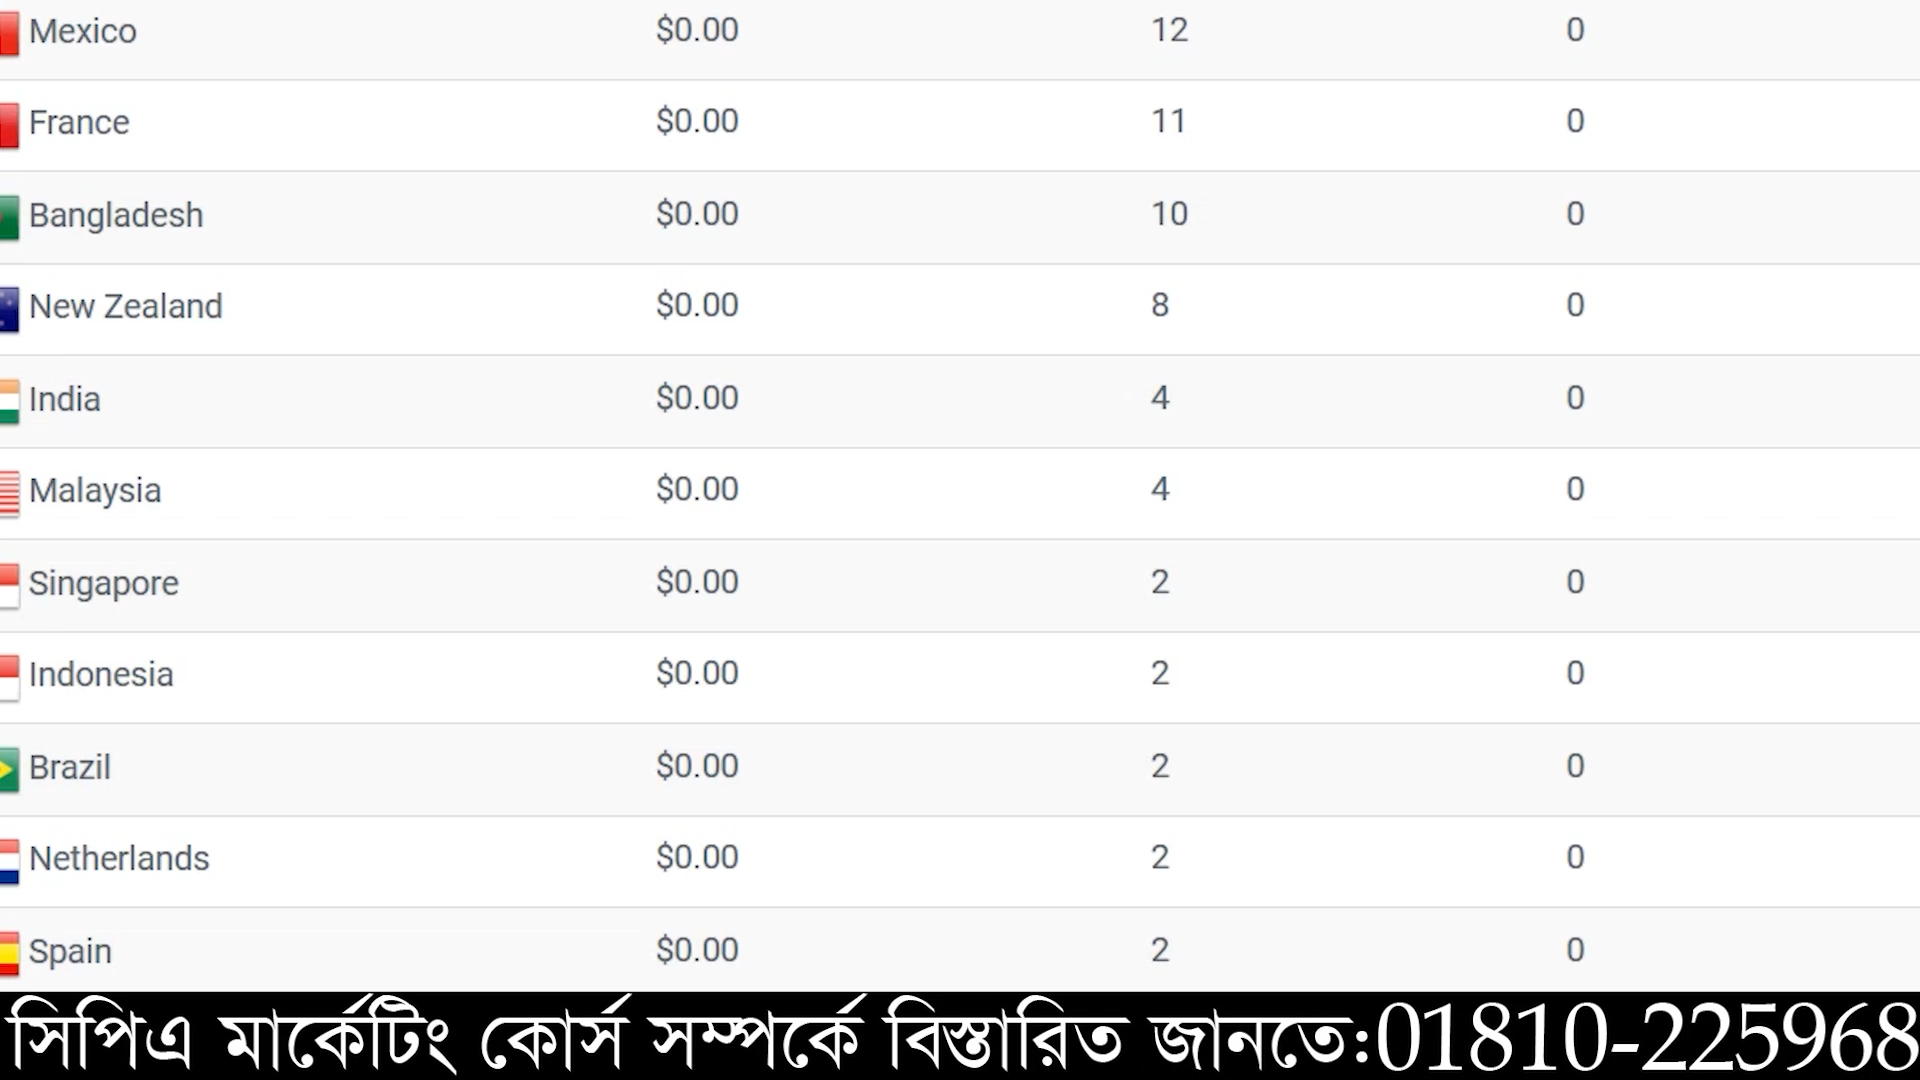 Mexico $0.00 12 0
France $0.00 11 0
Bangladesh $0.00 10 0
New Zealand $0.00 8 0
India $0.00 4 0
Malaysia $0.00 4 0
Singapore $0.00 2 0
Indonesia $0.00 2 0
Brazil $0.00 2 0
Netherlands $0.00 2 0
Spain $0.00 2 0
সিপিএ মার্কেটিং কোর্স সম্পর্কে বিস্তারিত জানতেঃ01810-225968